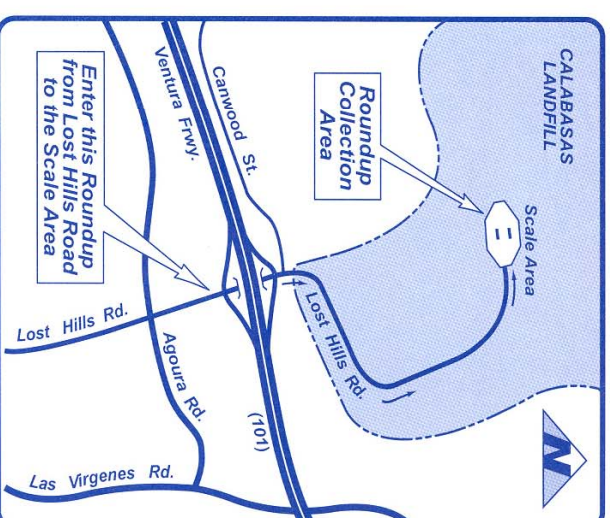 CALABASAS
LANDFILL
Scale Area
Roundup
Collection
Area
Canwood St.
Ventura Frwy.
Enter this Roundup
from Lost Hills Road
to the Scale Area
Lost Hills Rd.
Lost Hills Rd.
Agoura Rd.
(101)
Las Virgenes Rd.
N